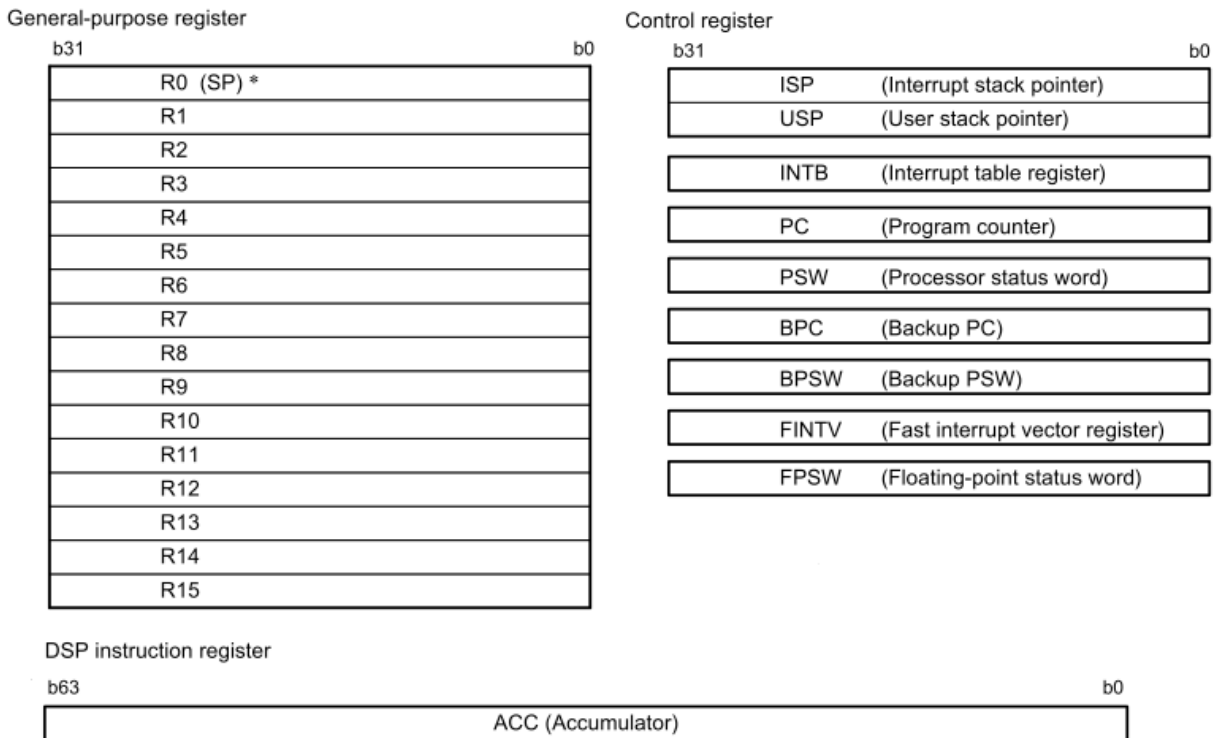 General-purpose register
b31 b0
R0 (SP) *
R1
R2
R3
R4
R5
R6
R7
R8
R9
R10
R11
R12
R13
R14
R15
Control register
b31 b0
ISP (Interrupt stack pointer)
USP (User stack pointer)
INTB (Interrupt table register)
PC (Program counter)
PSW (Processor status word)
BPC (Backup PC)
BPSW (Backup PSW)
FINTV (Fast interrupt vector register)
FPSW (Floating-point status word)
DSP instruction register
b63 b0
ACC (Accumulator)